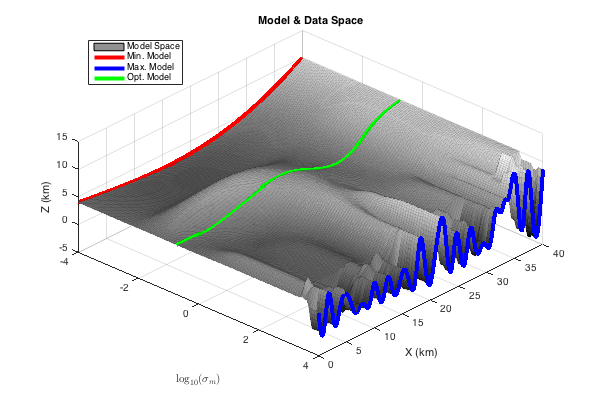 Model & Data Space
Model Space
Min. Model
Max. Model
Opt. Model
15
10
5
0
-5
Z (km)
-4
-2
0
2
4
log10(σm)
0
5
10
15
20
25
30
35
40
X (km)